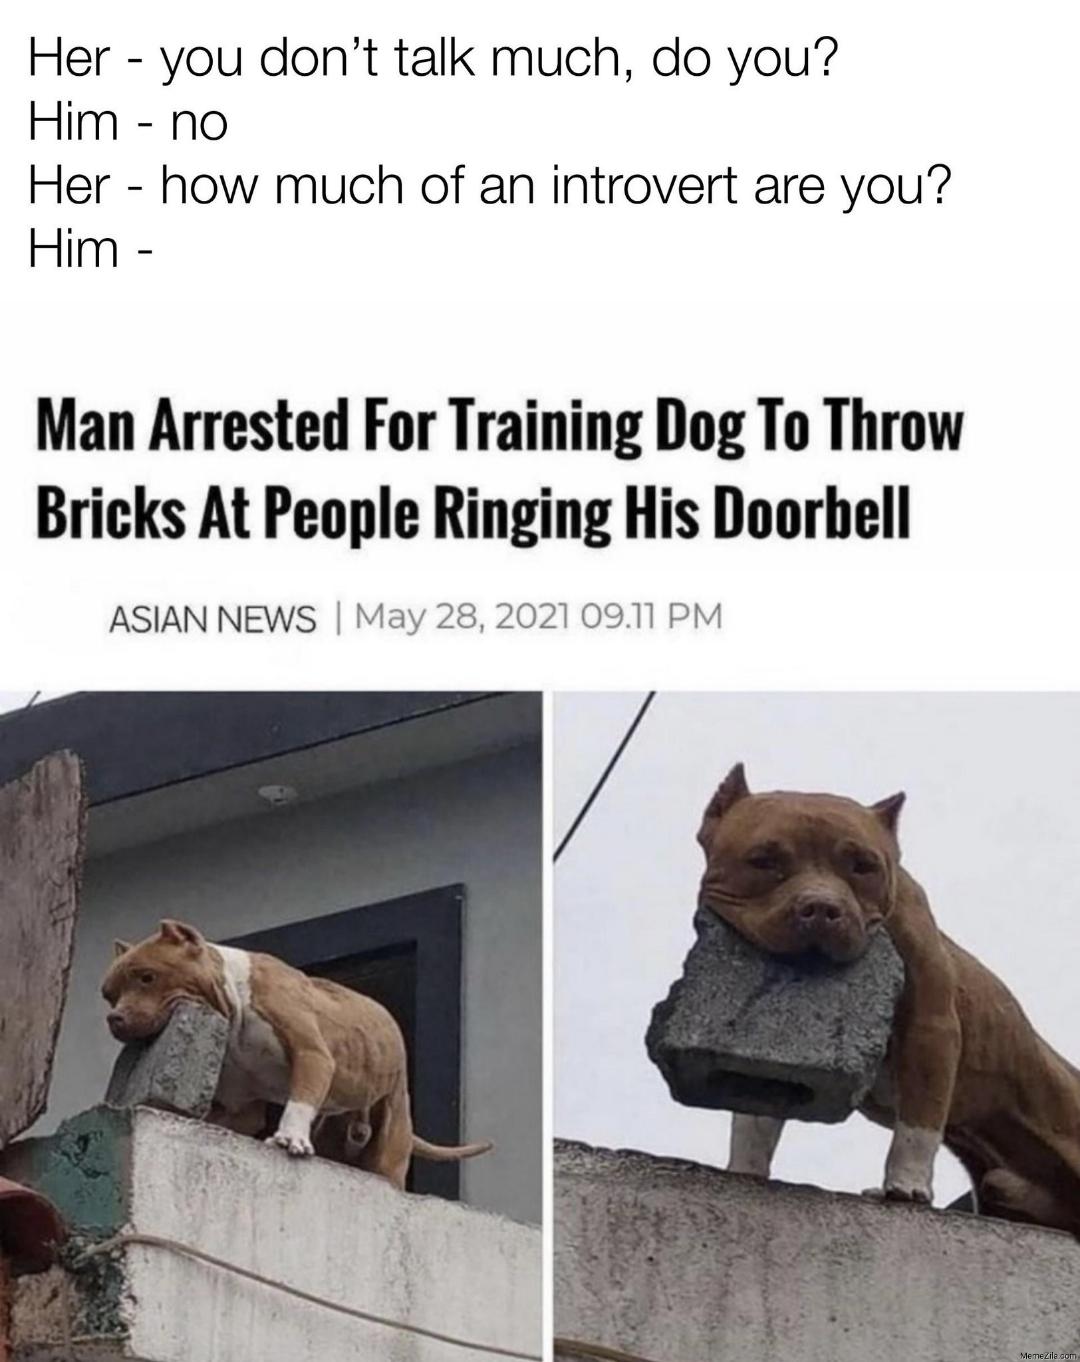 Her - you don’t talk much, do you?
Him - no
Her - how much of an introvert are you?
Him -
Man Arrested For Training Dog To Throw
Bricks At People Ringing His Doorbell
ASIAN NEWS | May 28, 2021 09.11 PM
MemeZila.com